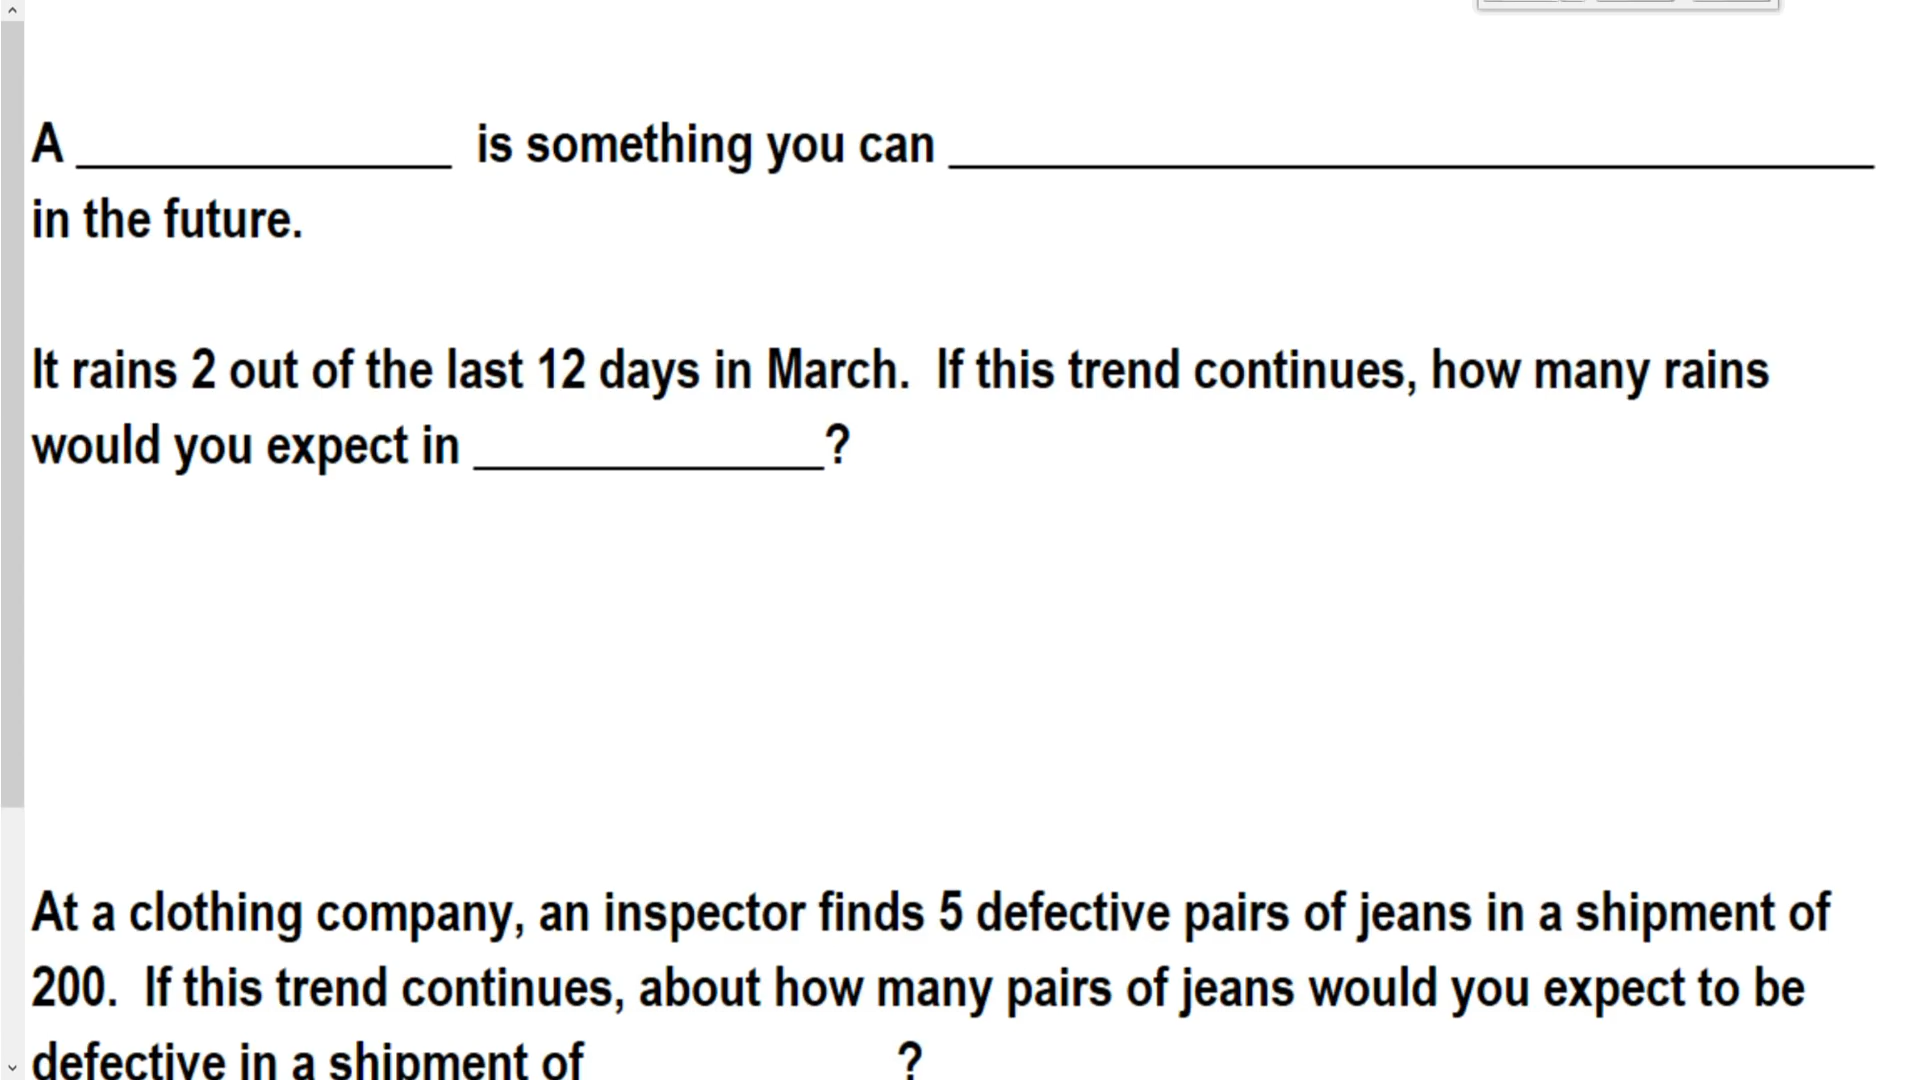 A _______________ is something you can _____________________________________
in the future.
It rains 2 out of the last 12 days in March. If this trend continues, how many rains
would you expect in ______________?
At a clothing company, an inspector finds 5 defective pairs of jeans in a shipment of
200. If this trend continues, about how many pairs of jeans would you expect to be
defective in a shipment of ?